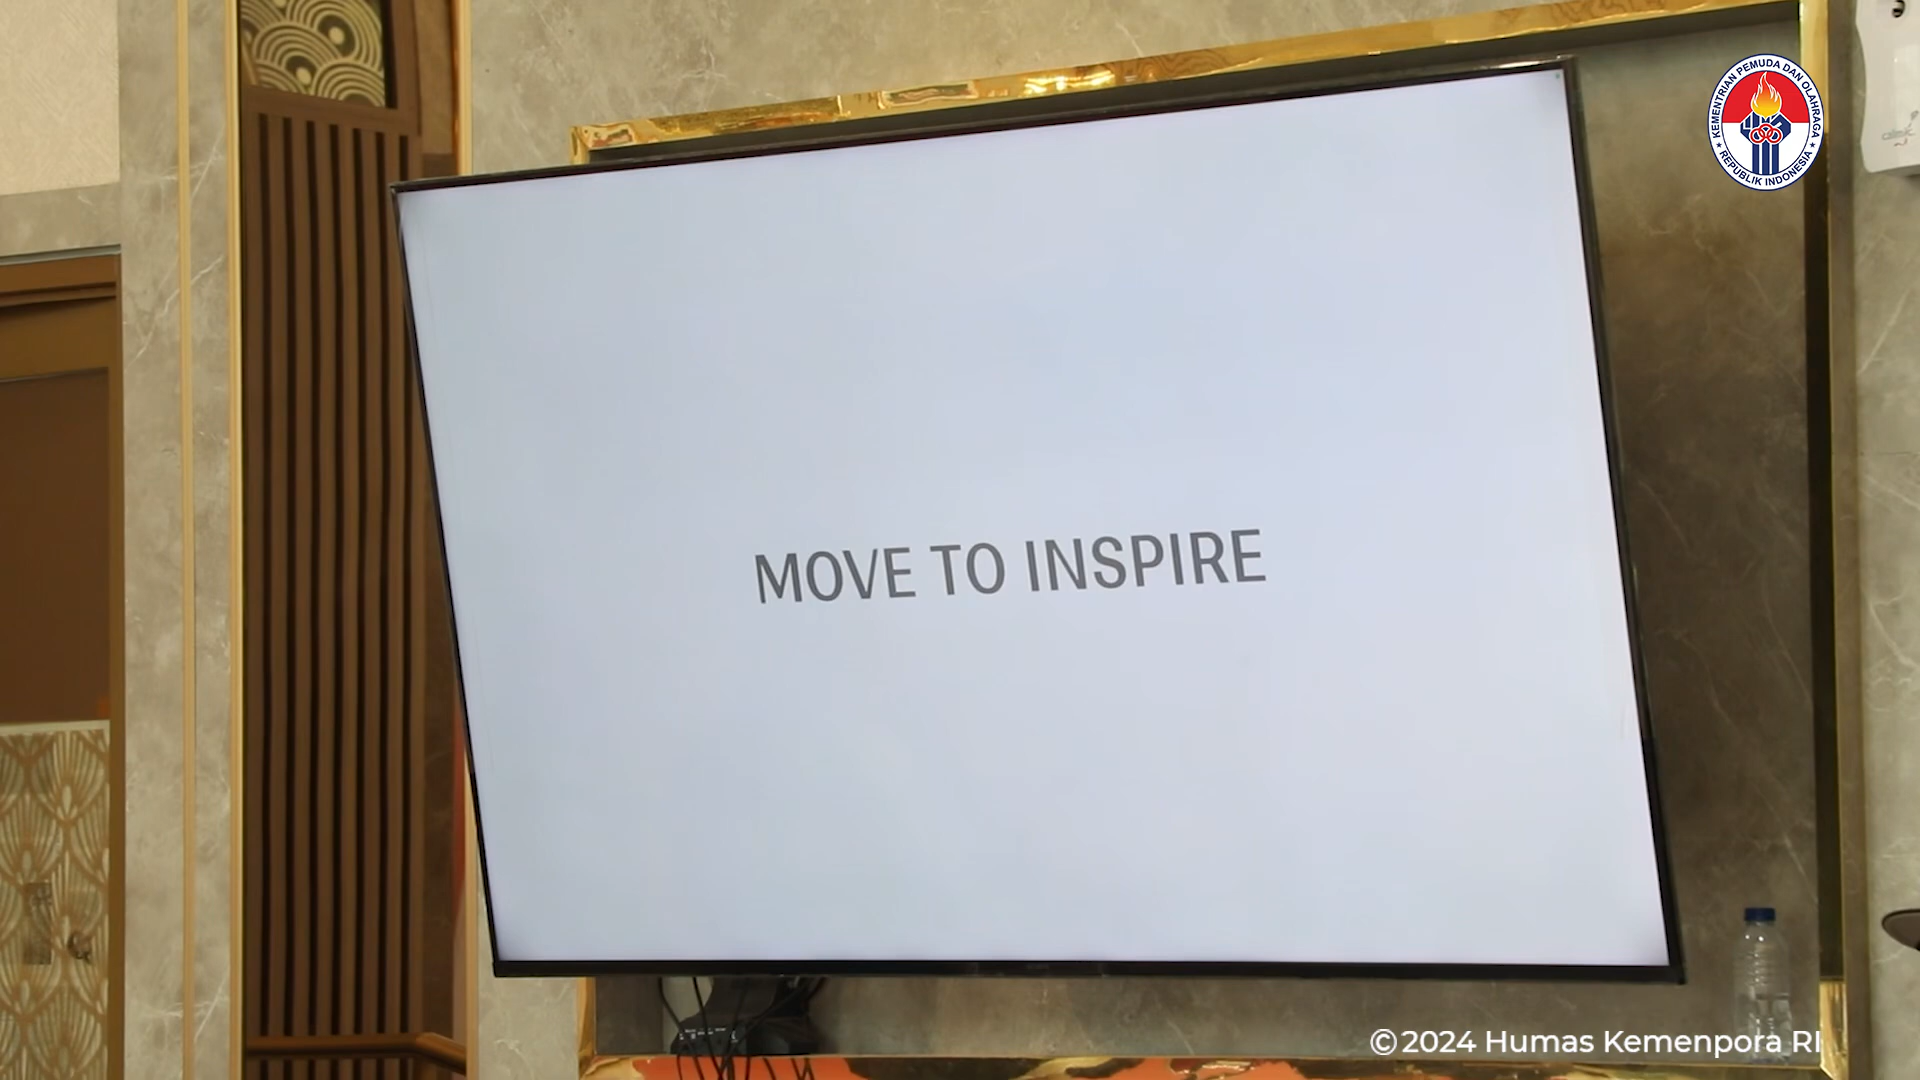 KEMENTRIAN PEMUDA DAN OLAHRAGA
REPUBLIK INDONESIA
MOVE TO INSPIRE
©2024 Humas Kemenpora RI